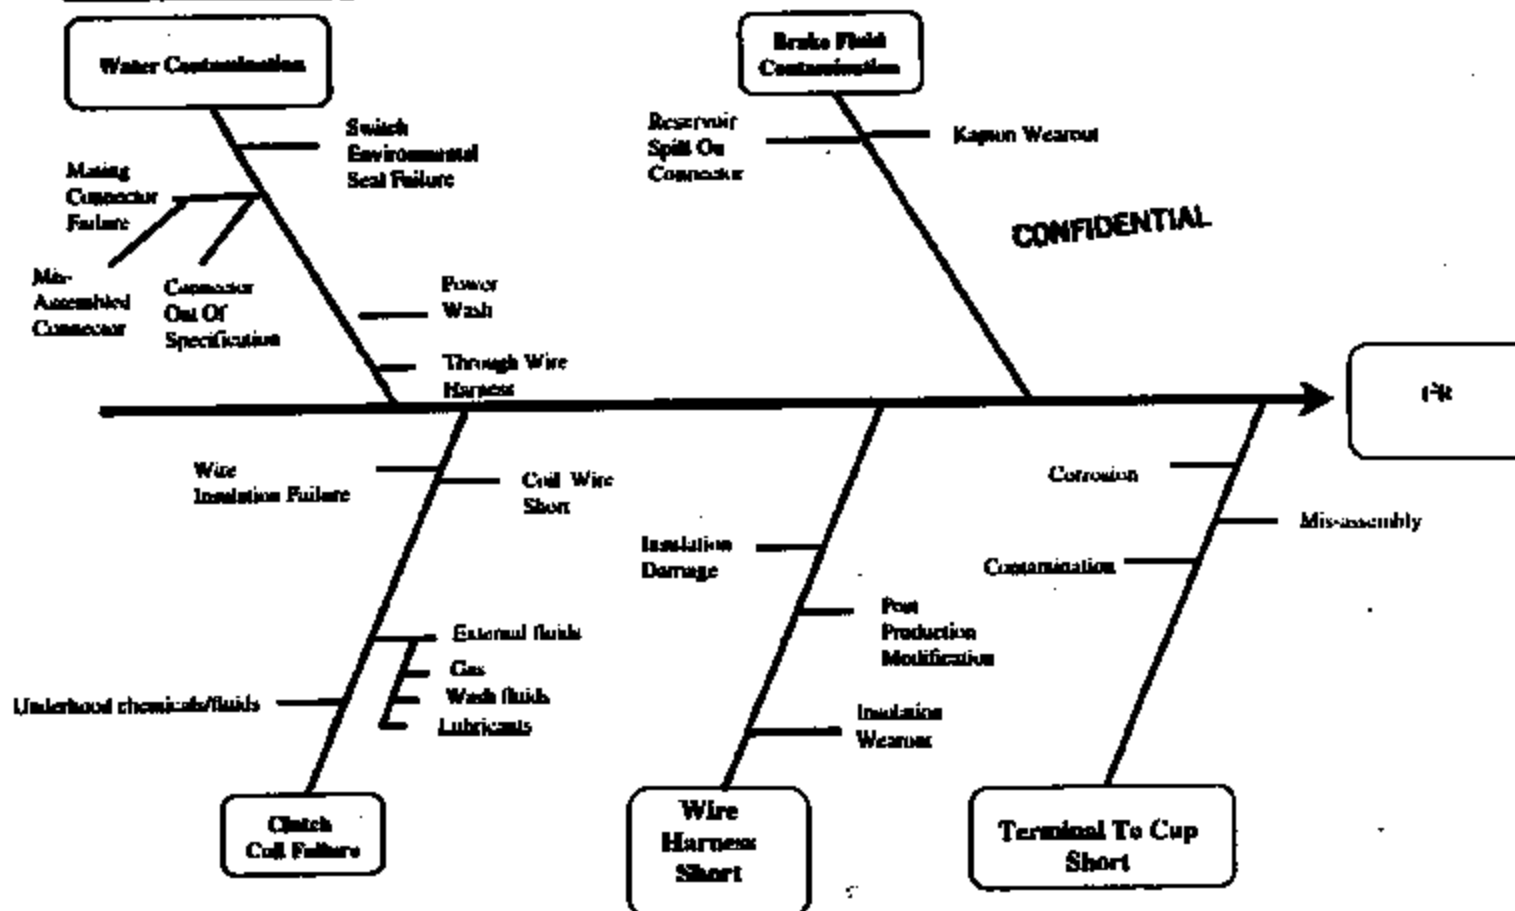 Water Contamination
Brake Fluid
Contamination
Switch
Environmental
Seal Failure
Mating
Connector
Failure
Mis-
Assembled
Connector
Connector
Out Of
Specification
Power
Wash
Through Wire
Harness
Reservoir
Spill On
Connector
Kapton Wearout
CONFIDENTIAL
I²R
Wire
Insulation Failure
Coil Wire
Short
External fluids
Gas
Wash fluids
Lubricants
Underhood chemicals/fluids
Clutch
Coil Failure
Insulation
Damage
Post
Production
Modification
Insulation
Wearout
Wire
Harness
Short
Corrosion
Mis-assembly
Contamination
Terminal To Cup
Short